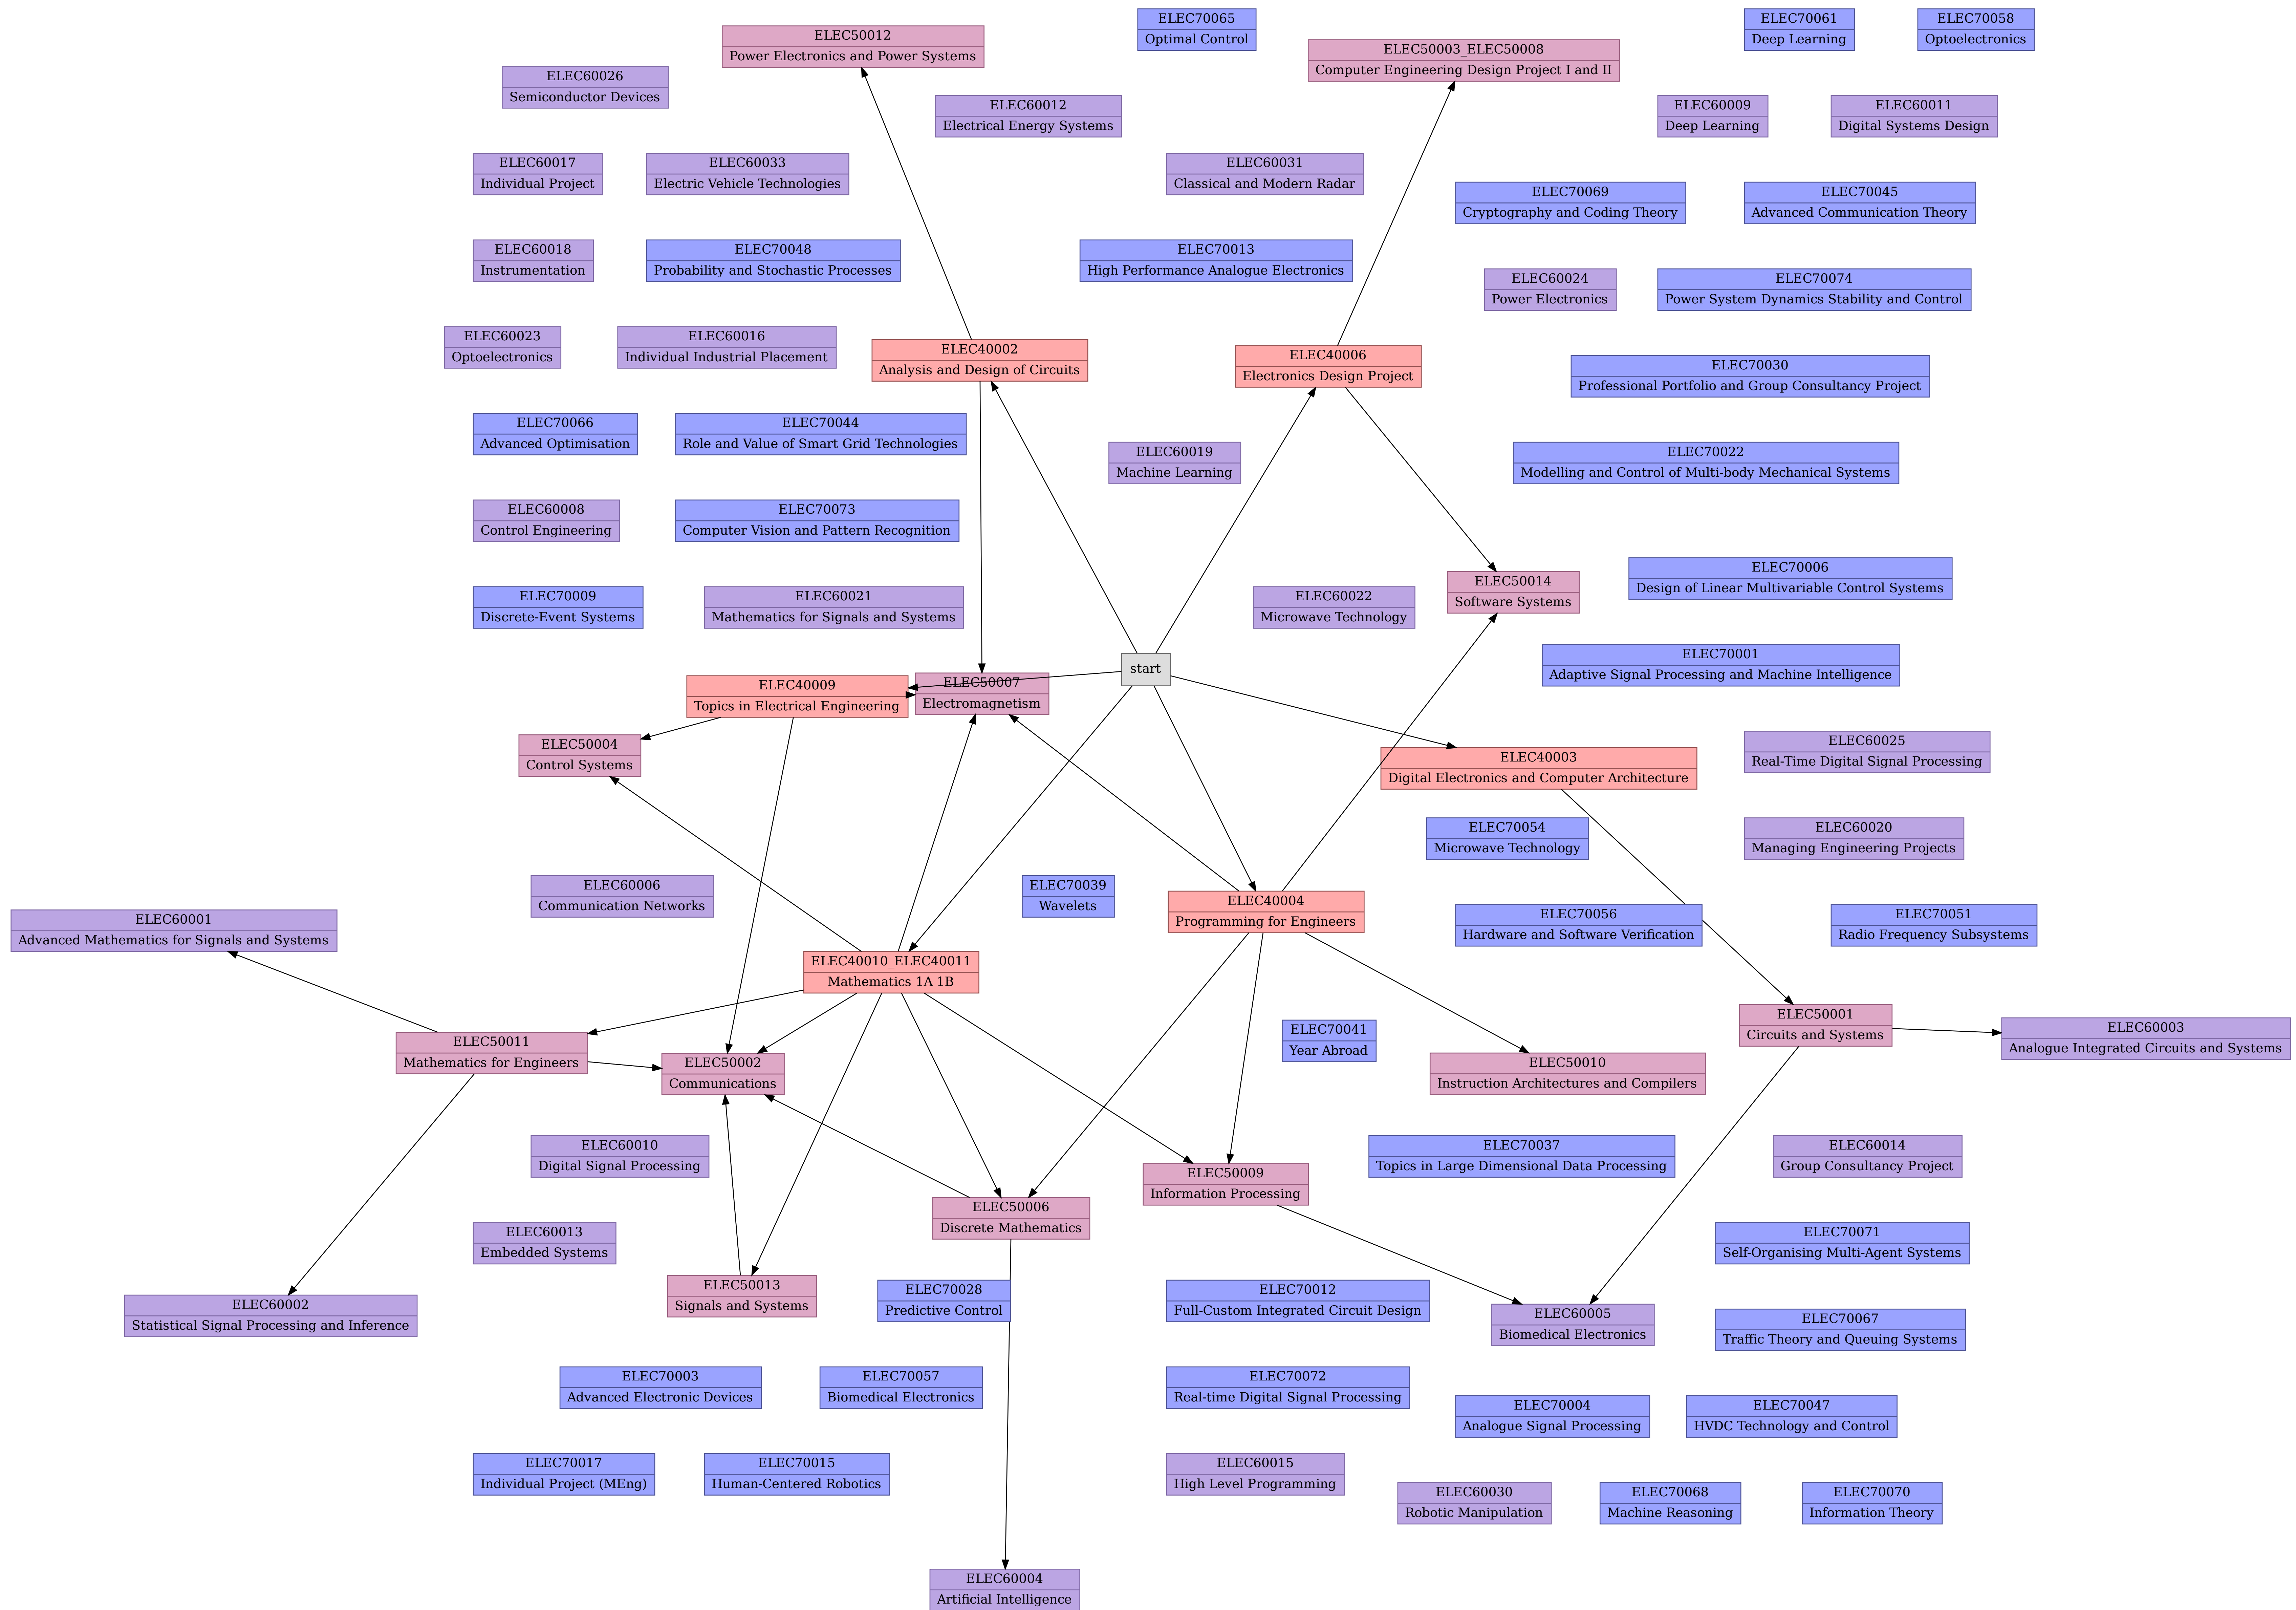 ELEC70065
Optimal Control
ELEC70061
Deep Learning
ELEC70058
Optoelectronics
ELEC50012
Power Electronics and Power Systems
ELEC50003_ELEC50008
Computer Engineering Design Project I and II
ELEC60026
Semiconductor Devices
ELEC60012
Electrical Energy Systems
ELEC60009
Deep Learning
ELEC60011
Digital Systems Design
ELEC60017
Individual Project
ELEC60033
Electric Vehicle Technologies
ELEC60031
Classical and Modern Radar
ELEC70069
Cryptography and Coding Theory
ELEC70045
Advanced Communication Theory
ELEC60018
Instrumentation
ELEC70048
Probability and Stochastic Processes
ELEC70013
High Performance Analogue Electronics
ELEC60024
Power Electronics
ELEC70074
Power System Dynamics Stability and Control
ELEC60023
Optoelectronics
ELEC60016
Individual Industrial Placement
ELEC40002
Analysis and Design of Circuits
ELEC40006
Electronics Design Project
ELEC70030
Professional Portfolio and Group Consultancy Project
ELEC70066
Advanced Optimisation
ELEC70044
Role and Value of Smart Grid Technologies
ELEC60019
Machine Learning
ELEC70022
Modelling and Control of Multi-body Mechanical Systems
ELEC60008
Control Engineering
ELEC70073
Computer Vision and Pattern Recognition
ELEC50014
Software Systems
ELEC70006
Design of Linear Multivariable Control Systems
ELEC70009
Discrete-Event Systems
ELEC60021
Mathematics for Signals and Systems
ELEC60022
Microwave Technology
start
ELEC70001
Adaptive Signal Processing and Machine Intelligence
ELEC40009
Topics in Electrical Engineering
ELEC50007
Electromagnetism
ELEC50004
Control Systems
ELEC40003
Digital Electronics and Computer Architecture
ELEC60025
Real-Time Digital Signal Processing
ELEC70054
Microwave Technology
ELEC60020
Managing Engineering Projects
ELEC60001
Advanced Mathematics for Signals and Systems
ELEC60006
Communication Networks
ELEC70039
Wavelets
ELEC40004
Programming for Engineers
ELEC70056
Hardware and Software Verification
ELEC70051
Radio Frequency Subsystems
ELEC40010_ELEC40011
Mathematics 1A 1B
ELEC50011
Mathematics for Engineers
ELEC50002
Communications
ELEC70041
Year Abroad
ELEC50010
Instruction Architectures and Compilers
ELEC50001
Circuits and Systems
ELEC60003
Analogue Integrated Circuits and Systems
ELEC60010
Digital Signal Processing
ELEC50009
Information Processing
ELEC70037
Topics in Large Dimensional Data Processing
ELEC60014
Group Consultancy Project
ELEC60013
Embedded Systems
ELEC50006
Discrete Mathematics
ELEC70071
Self-Organising Multi-Agent Systems
ELEC60002
Statistical Signal Processing and Inference
ELEC50013
Signals and Systems
ELEC70028
Predictive Control
ELEC70012
Full-Custom Integrated Circuit Design
ELEC60005
Biomedical Electronics
ELEC70067
Traffic Theory and Queuing Systems
ELEC70003
Advanced Electronic Devices
ELEC70057
Biomedical Electronics
ELEC70072
Real-time Digital Signal Processing
ELEC70004
Analogue Signal Processing
ELEC70047
HVDC Technology and Control
ELEC70017
Individual Project (MEng)
ELEC70015
Human-Centered Robotics
ELEC60015
High Level Programming
ELEC60030
Robotic Manipulation
ELEC70068
Machine Reasoning
ELEC70070
Information Theory
ELEC60004
Artificial Intelligence